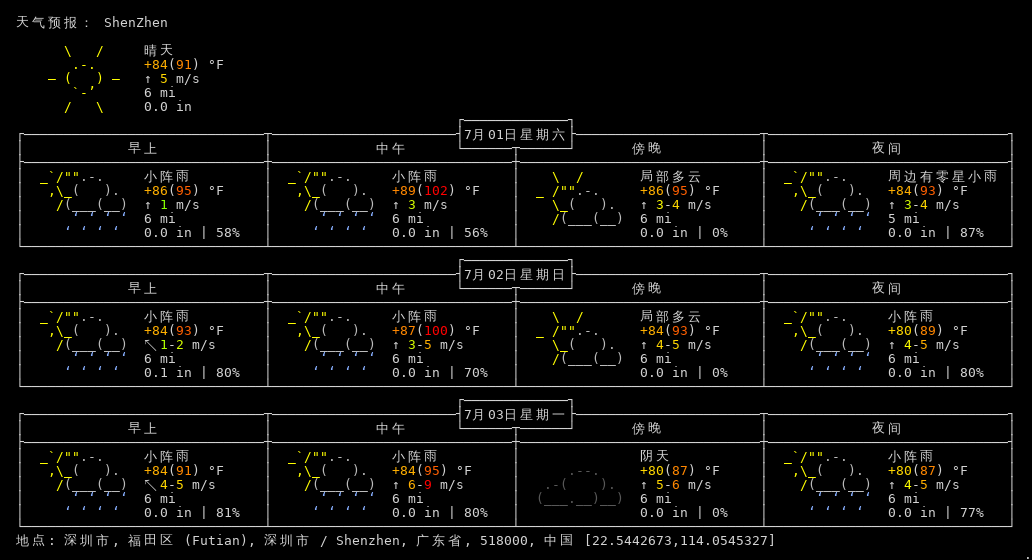 天气预报： ShenZhen
晴天
+84(91) °F
↑ 5 m/s
6 mi
0.0 in
7月01日星期六
早上 中午 傍晚 夜间
小阵雨 小阵雨 局部多云 周边有零星小雨
+86(95) °F +89(102) °F +86(95) °F +84(93) °F
↑ 1 m/s ↑ 3 m/s ↑ 3-4 m/s ↑ 3-4 m/s
6 mi 6 mi 6 mi 5 mi
0.0 in | 58% 0.0 in | 56% 0.0 in | 0% 0.0 in | 87%
7月02日星期日
早上 中午 傍晚 夜间
小阵雨 小阵雨 局部多云 小阵雨
+84(93) °F +87(100) °F +84(93) °F +80(89) °F
↖ 1-2 m/s ↑ 3-5 m/s ↑ 4-5 m/s ↑ 4-5 m/s
6 mi 6 mi 6 mi 6 mi
0.1 in | 80% 0.0 in | 70% 0.0 in | 0% 0.0 in | 80%
7月03日星期一
早上 中午 傍晚 夜间
小阵雨 小阵雨 阴天 小阵雨
+84(91) °F +84(95) °F +80(87) °F +80(87) °F
↖ 4-5 m/s ↑ 6-9 m/s ↑ 5-6 m/s ↑ 4-5 m/s
6 mi 6 mi 6 mi 6 mi
0.0 in | 81% 0.0 in | 80% 0.0 in | 0% 0.0 in | 77%
地点: 深圳市, 福田区 (Futian), 深圳市 / Shenzhen, 广东省, 518000, 中国 [22.5442673,114.0545327]